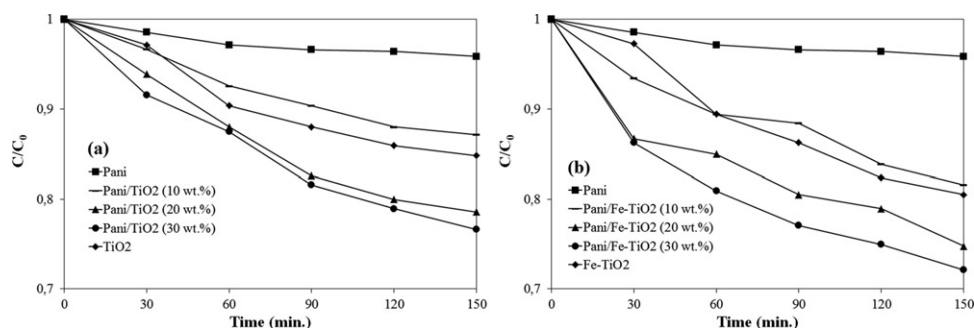 1
0,9
0,8
0,7
C/C0
(a)
Pani
Pani/TiO2 (10 wt.%)
Pani/TiO2 (20 wt.%)
Pani/TiO2 (30 wt.%)
TiO2
0 30 60 90 120 150
Time (min.)
1
0,9
0,8
0,7
C/C0
(b)
Pani
Pani/Fe-TiO2 (10 wt.%)
Pani/Fe-TiO2 (20 wt.%)
Pani/Fe-TiO2 (30 wt.%)
Fe-TiO2
0 30 60 90 120 150
Time (min.)